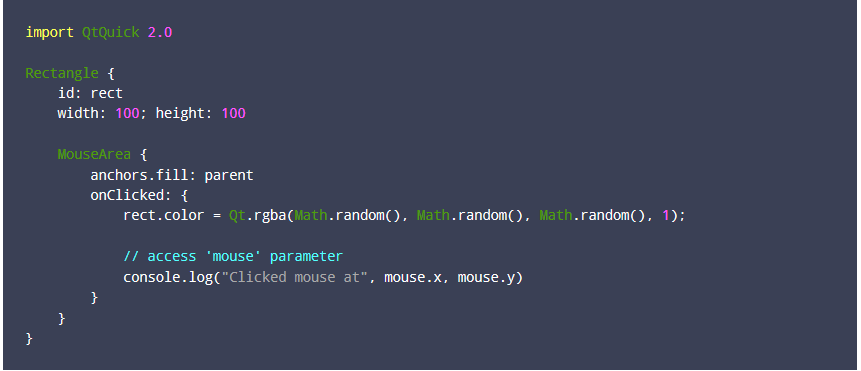 import QtQuick 2.0
Rectangle {
id: rect
width: 100; height: 100
MouseArea {
anchors.fill: parent
onClicked: {
rect.color = Qt.rgba(Math.random(), Math.random(), Math.random(), 1);
// access 'mouse' parameter
console.log("Clicked mouse at", mouse.x, mouse.y)
}
}
}